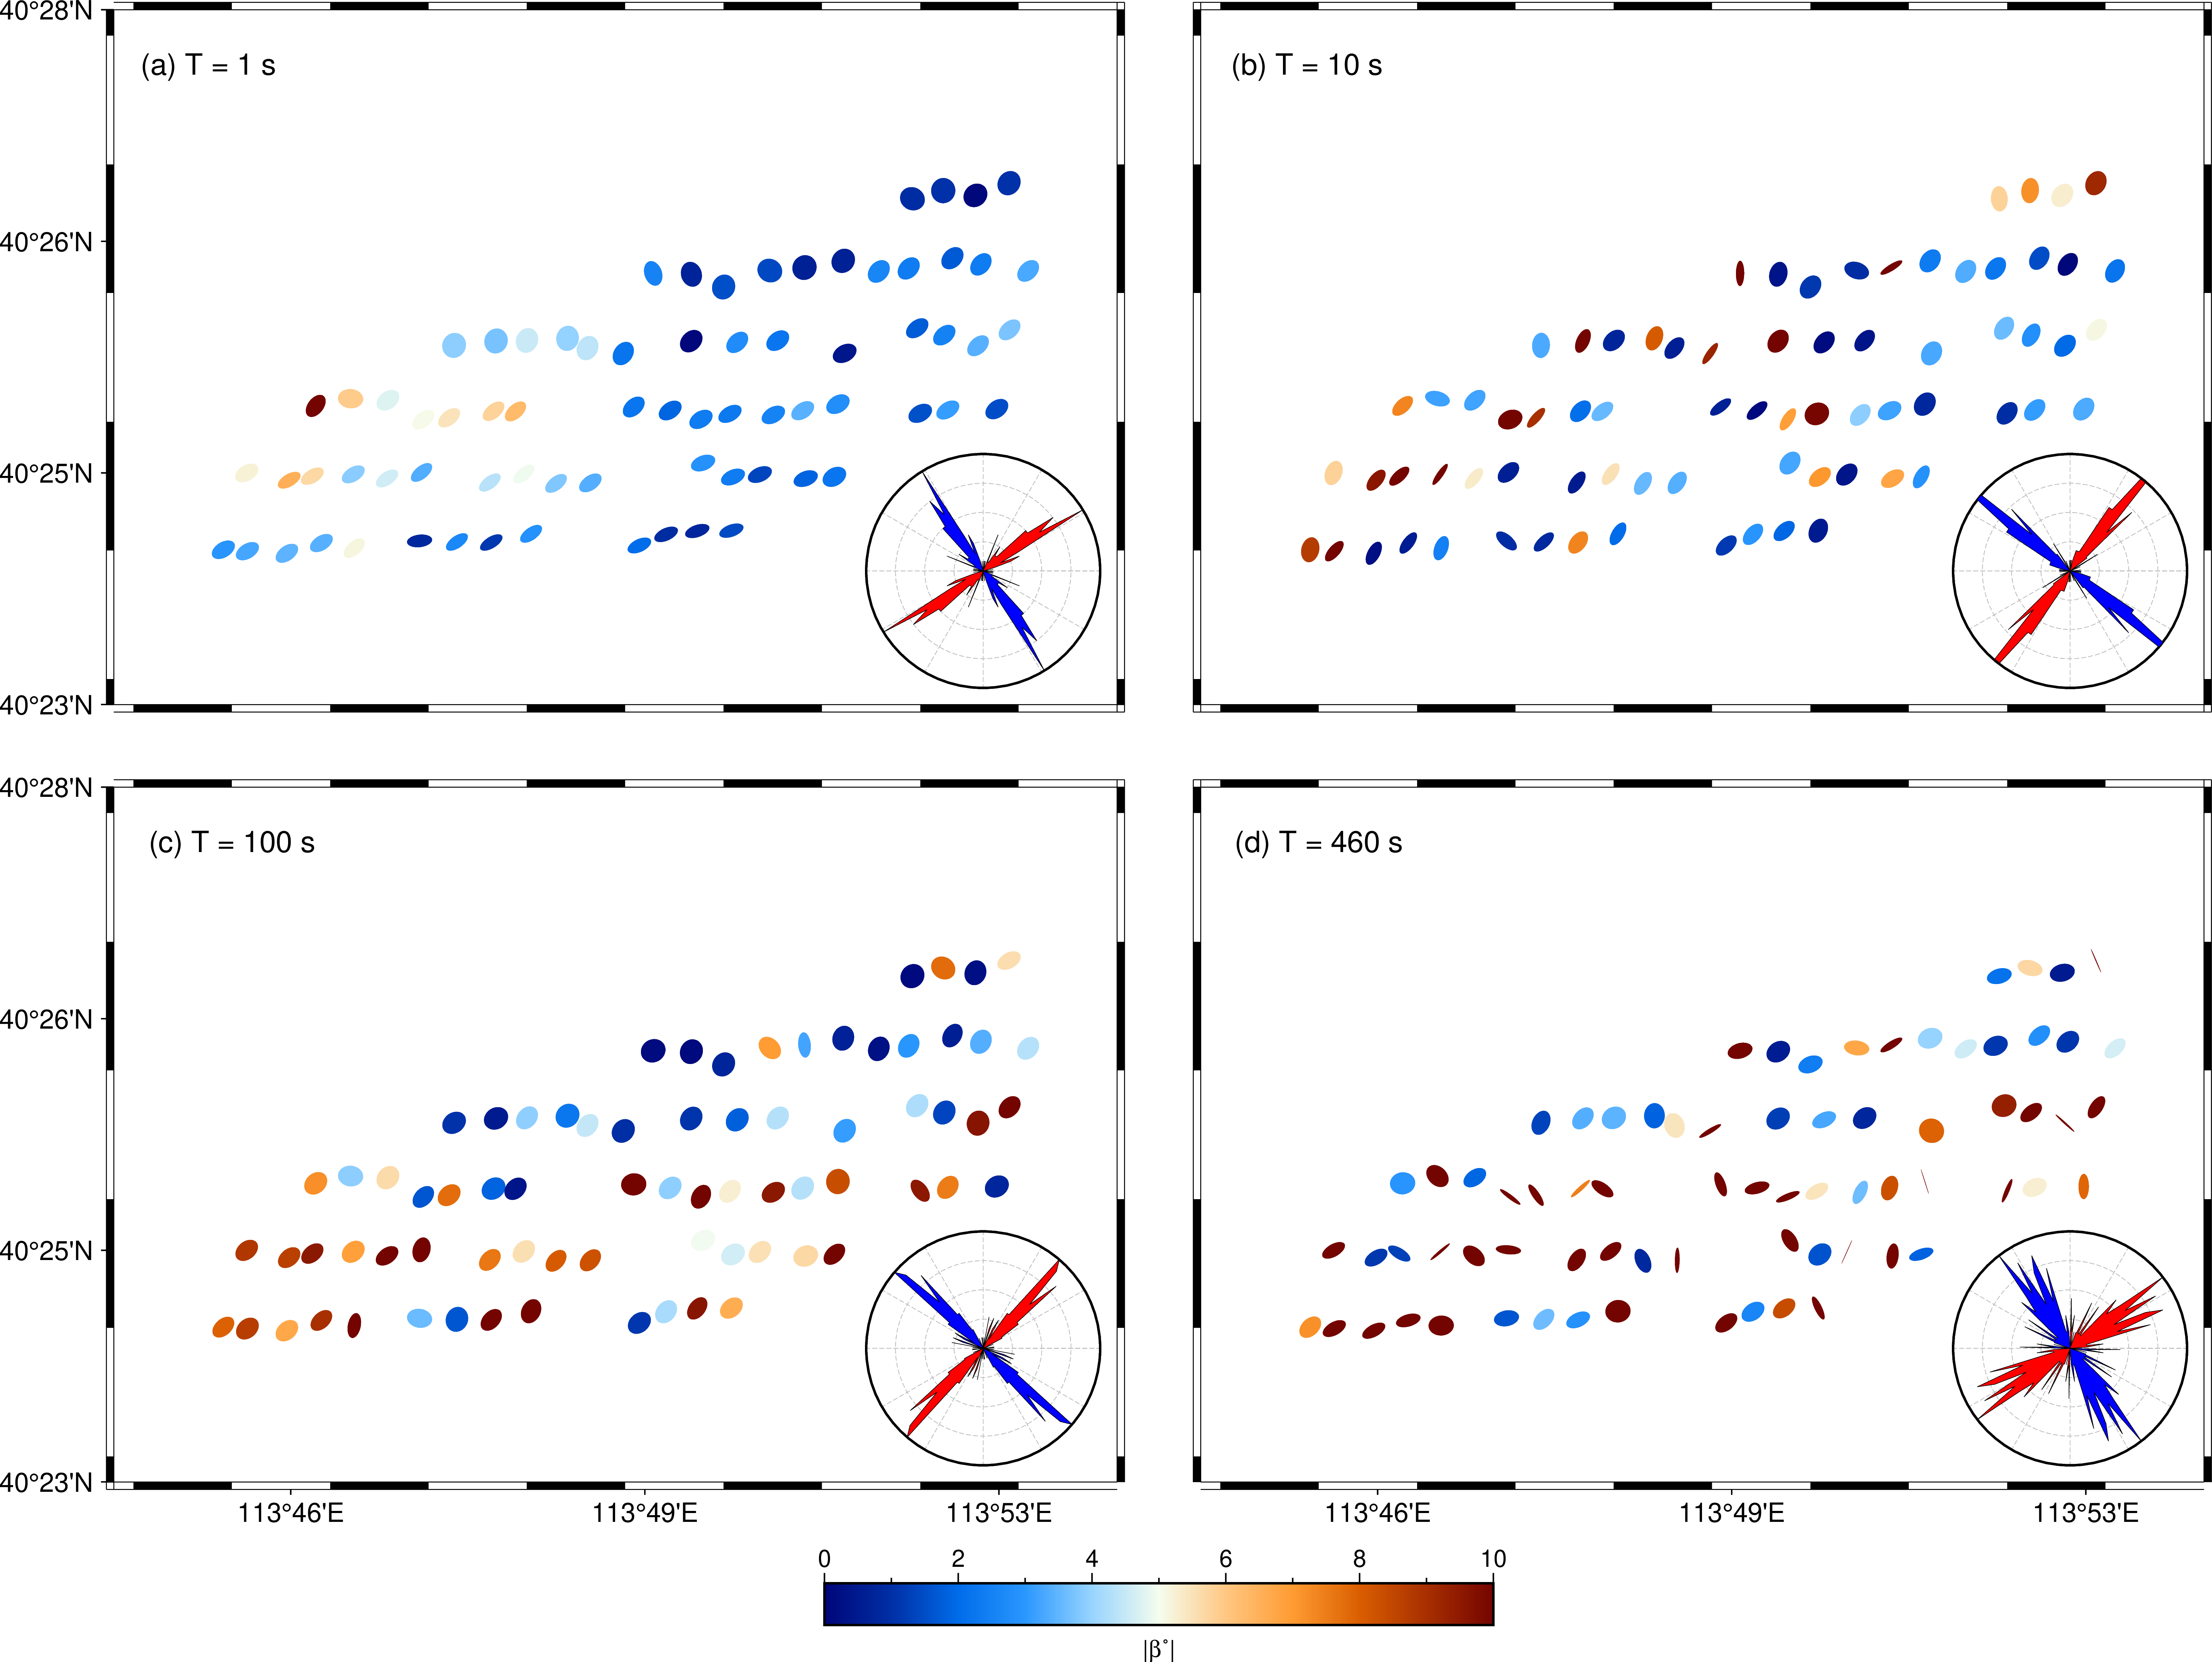 40°28'N
(a) T = 1 s
(b) T = 10 s
40°26'N
40°25'N
40°23'N
40°28'N
(c) T = 100 s
(d) T = 460 s
40°26'N
40°25'N
40°23'N
113°46'E 113°49'E 113°53'E 113°46'E 113°49'E 113°53'E
0 2 4 6 8 10
|β°|